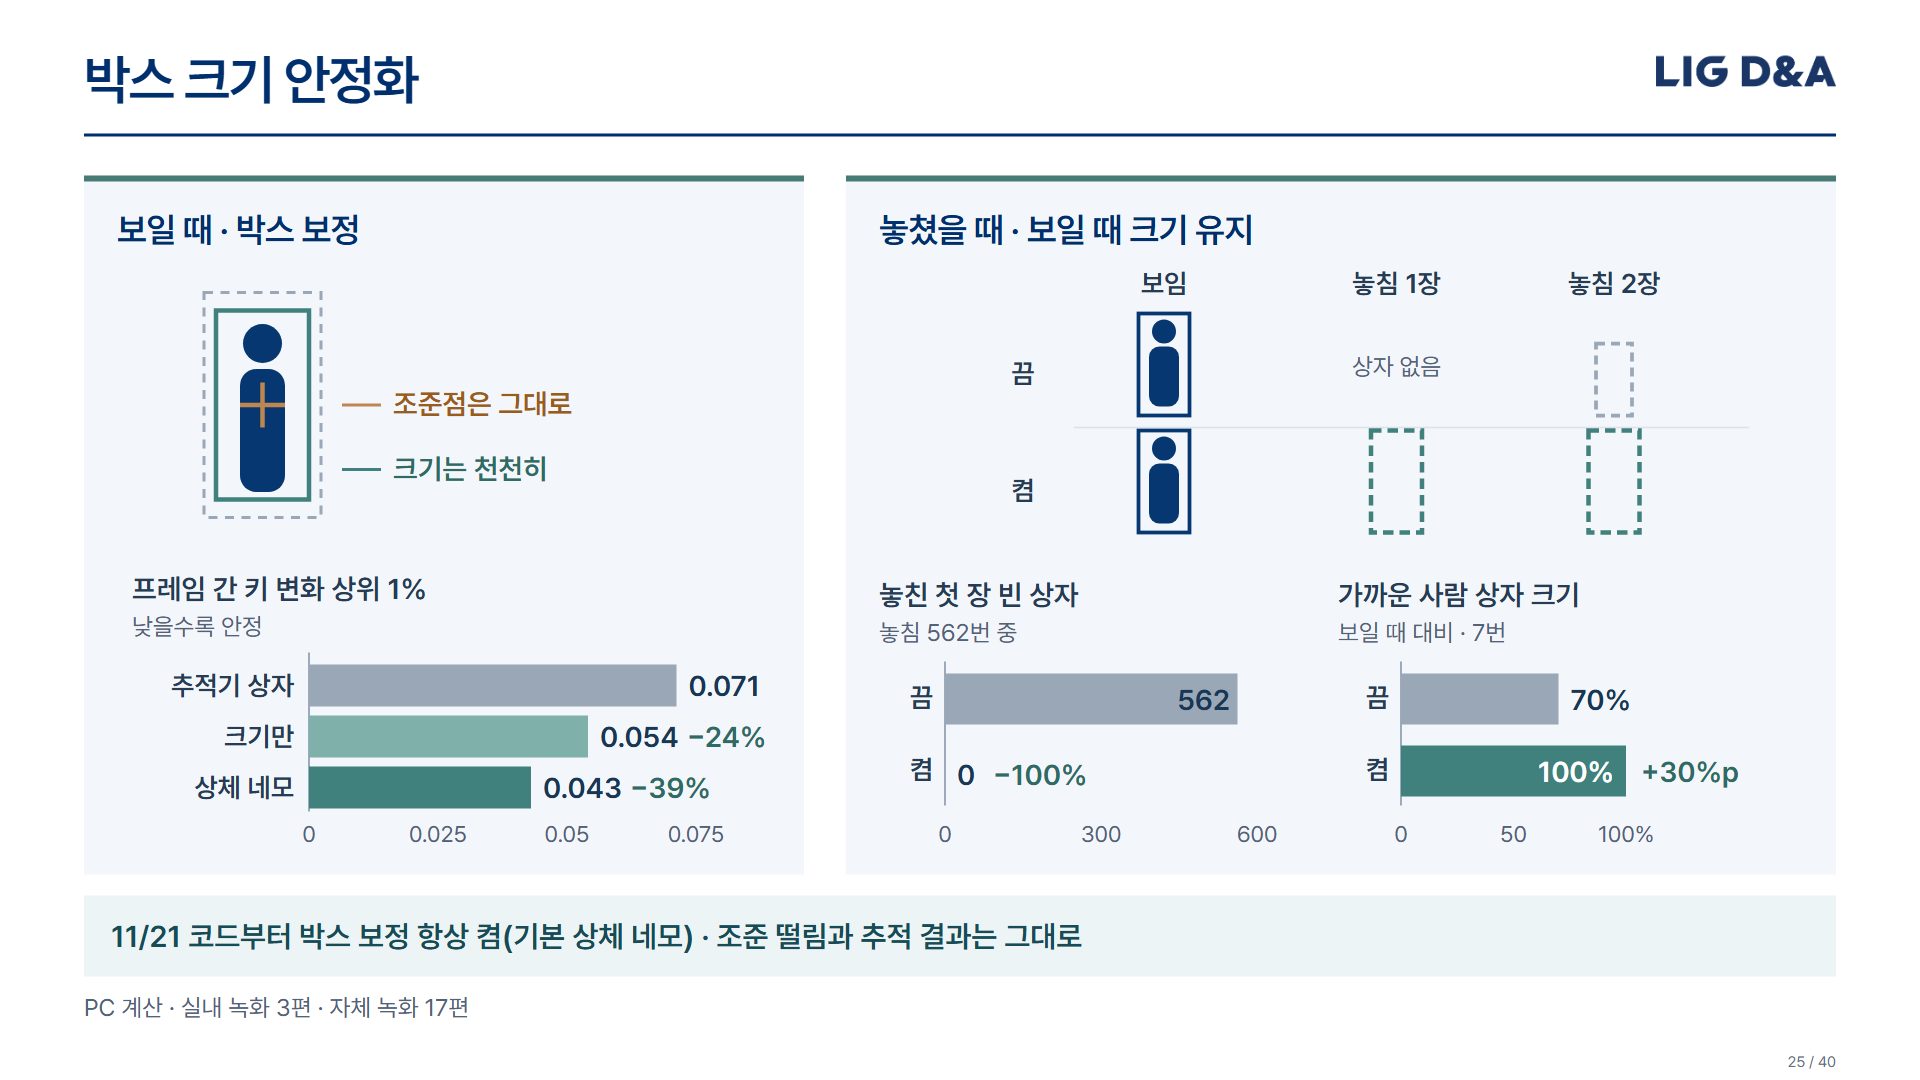 박스 크기 안정화
LIG D&A
보일 때 · 박스 보정
조준점은 그대로
크기는 천천히
프레임 간 키 변화 상위 1%
낮을수록 안정
추적기 상자 0.071
크기만 0.054 −24%
상체 네모 0.043 −39%
0 0.025 0.05 0.075
놓쳤을 때 · 보일 때 크기 유지
보임 놓침 1장 놓침 2장
끔 상자 없음
켬
놓친 첫 장 빈 상자
놓침 562번 중
끔 562
켬 0 −100%
0 300 600
가까운 사람 상자 크기
보일 때 대비 · 7번
끔 70%
켬 100% +30%p
0 50 100%
11/21 코드부터 박스 보정 항상 켬(기본 상체 네모) · 조준 떨림과 추적 결과는 그대로
PC 계산 · 실내 녹화 3편 · 자체 녹화 17편
25 / 40